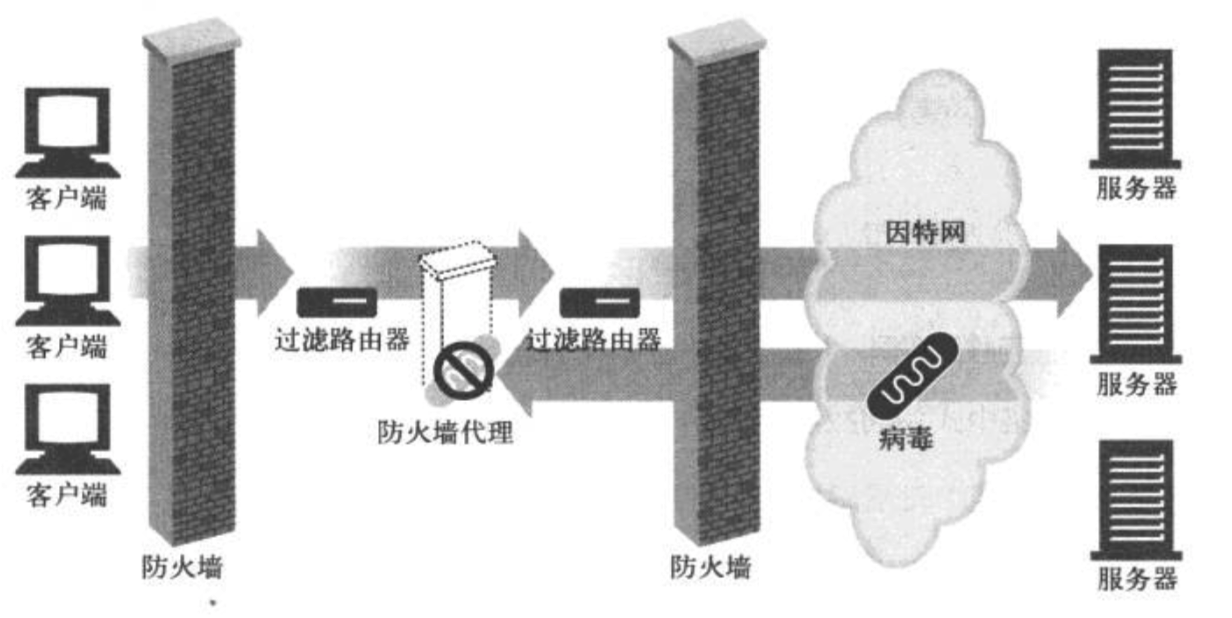 客户端
客户端
客户端
防火墙
过滤路由器
防火墙代理
过滤路由器
防火墙
因特网
病毒
服务器
服务器
服务器